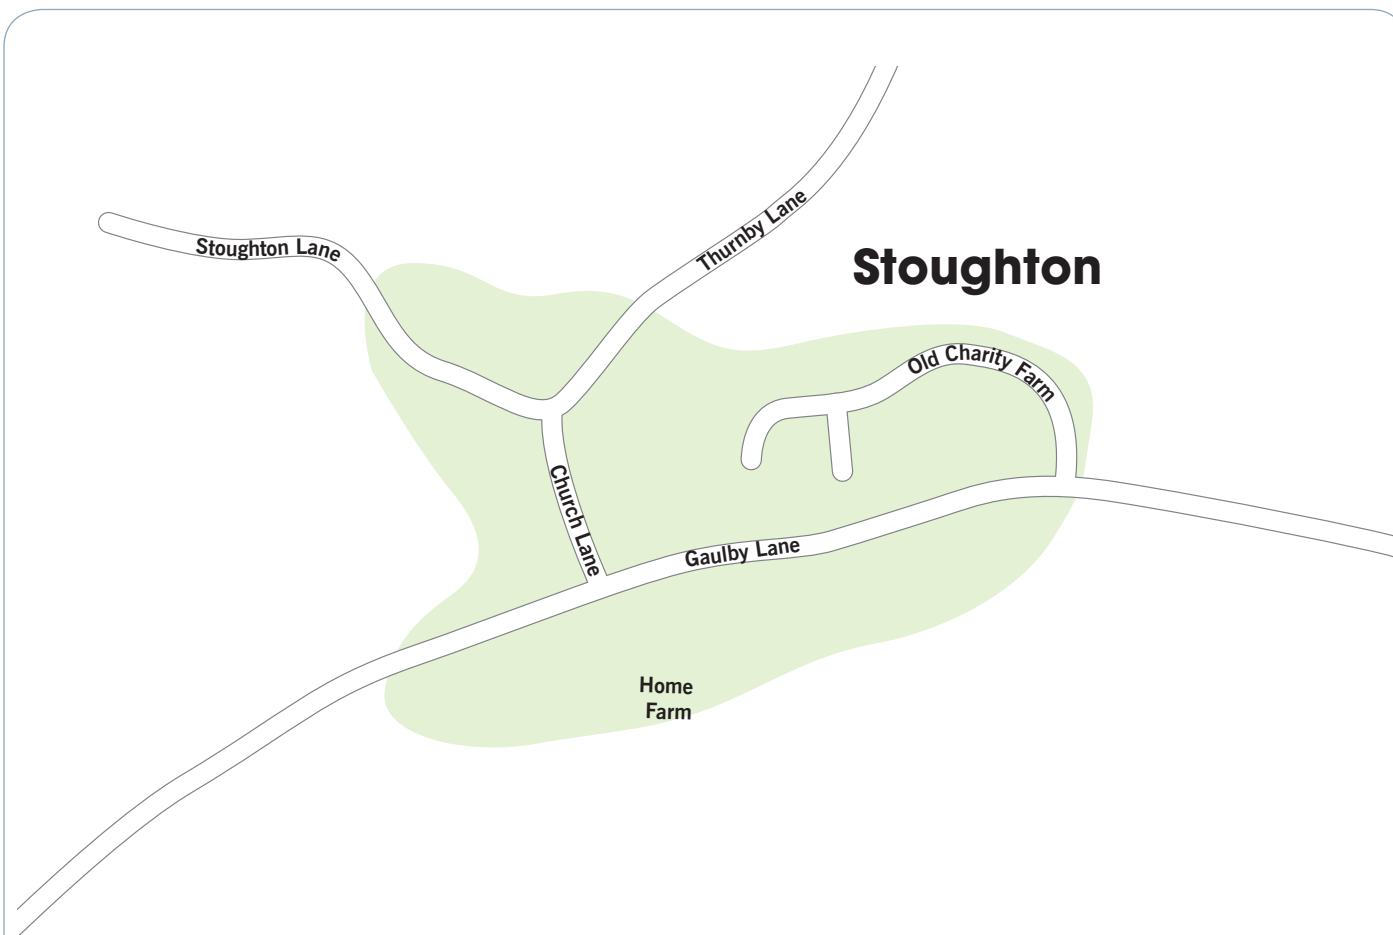 Thurnby Lane
Stoughton Lane
Stoughton
Old Charity Farm
Church Lane
Gaulby Lane
Home
Farm